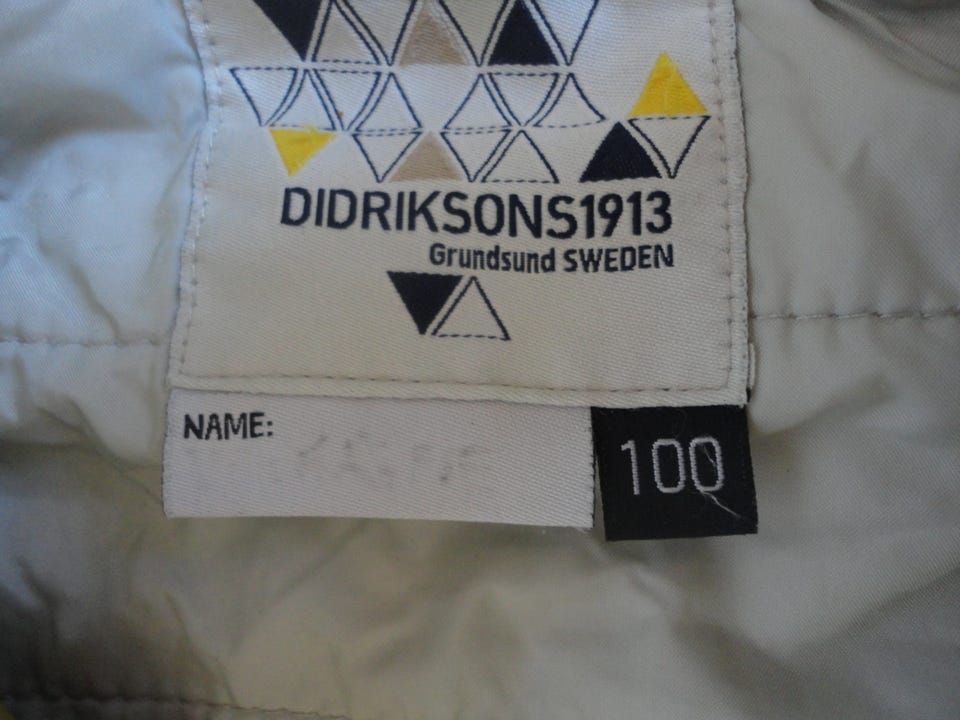 DIDRIKSONS1913
Grundsund SWEDEN
NAME:
100